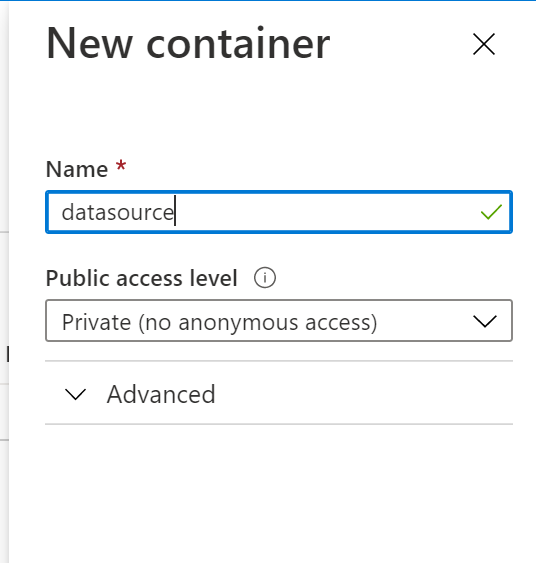 New container
Name *
datasource
Public access level
Private (no anonymous access)
Advanced